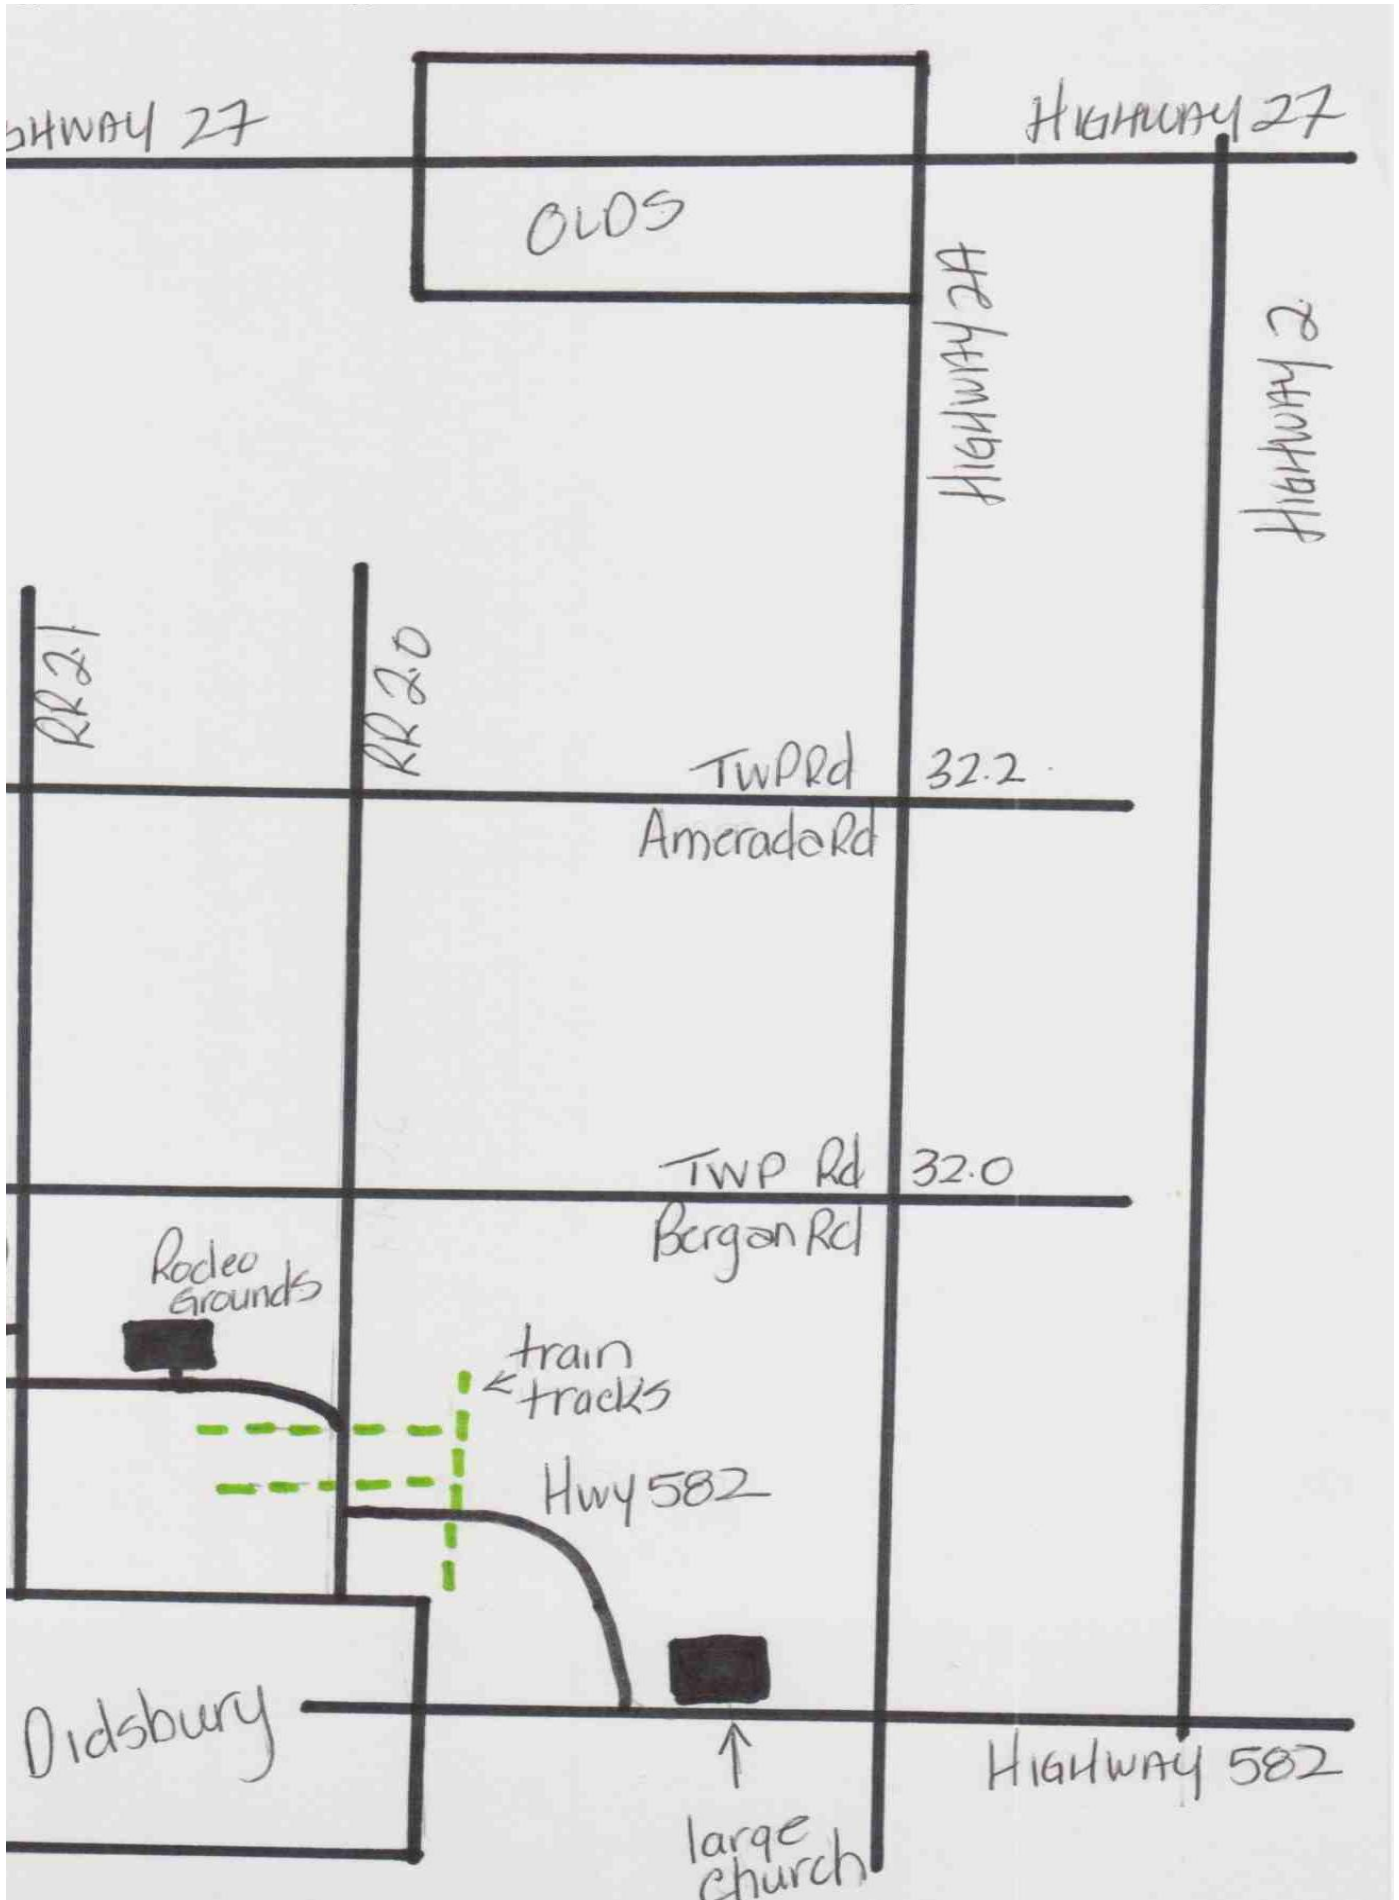 GHWAY 27
HIGHWAY 27
OLDS
HIGHWAY 2A
HIGHWAY 2
RR 2.1
RR 2.0
TWP Rd 32.2
Amerada Rd
TWP Rd 32.0
Bergan Rd
Rodeo
Grounds
train
tracks
Hwy 582
Didsbury
HIGHWAY 582
large
church